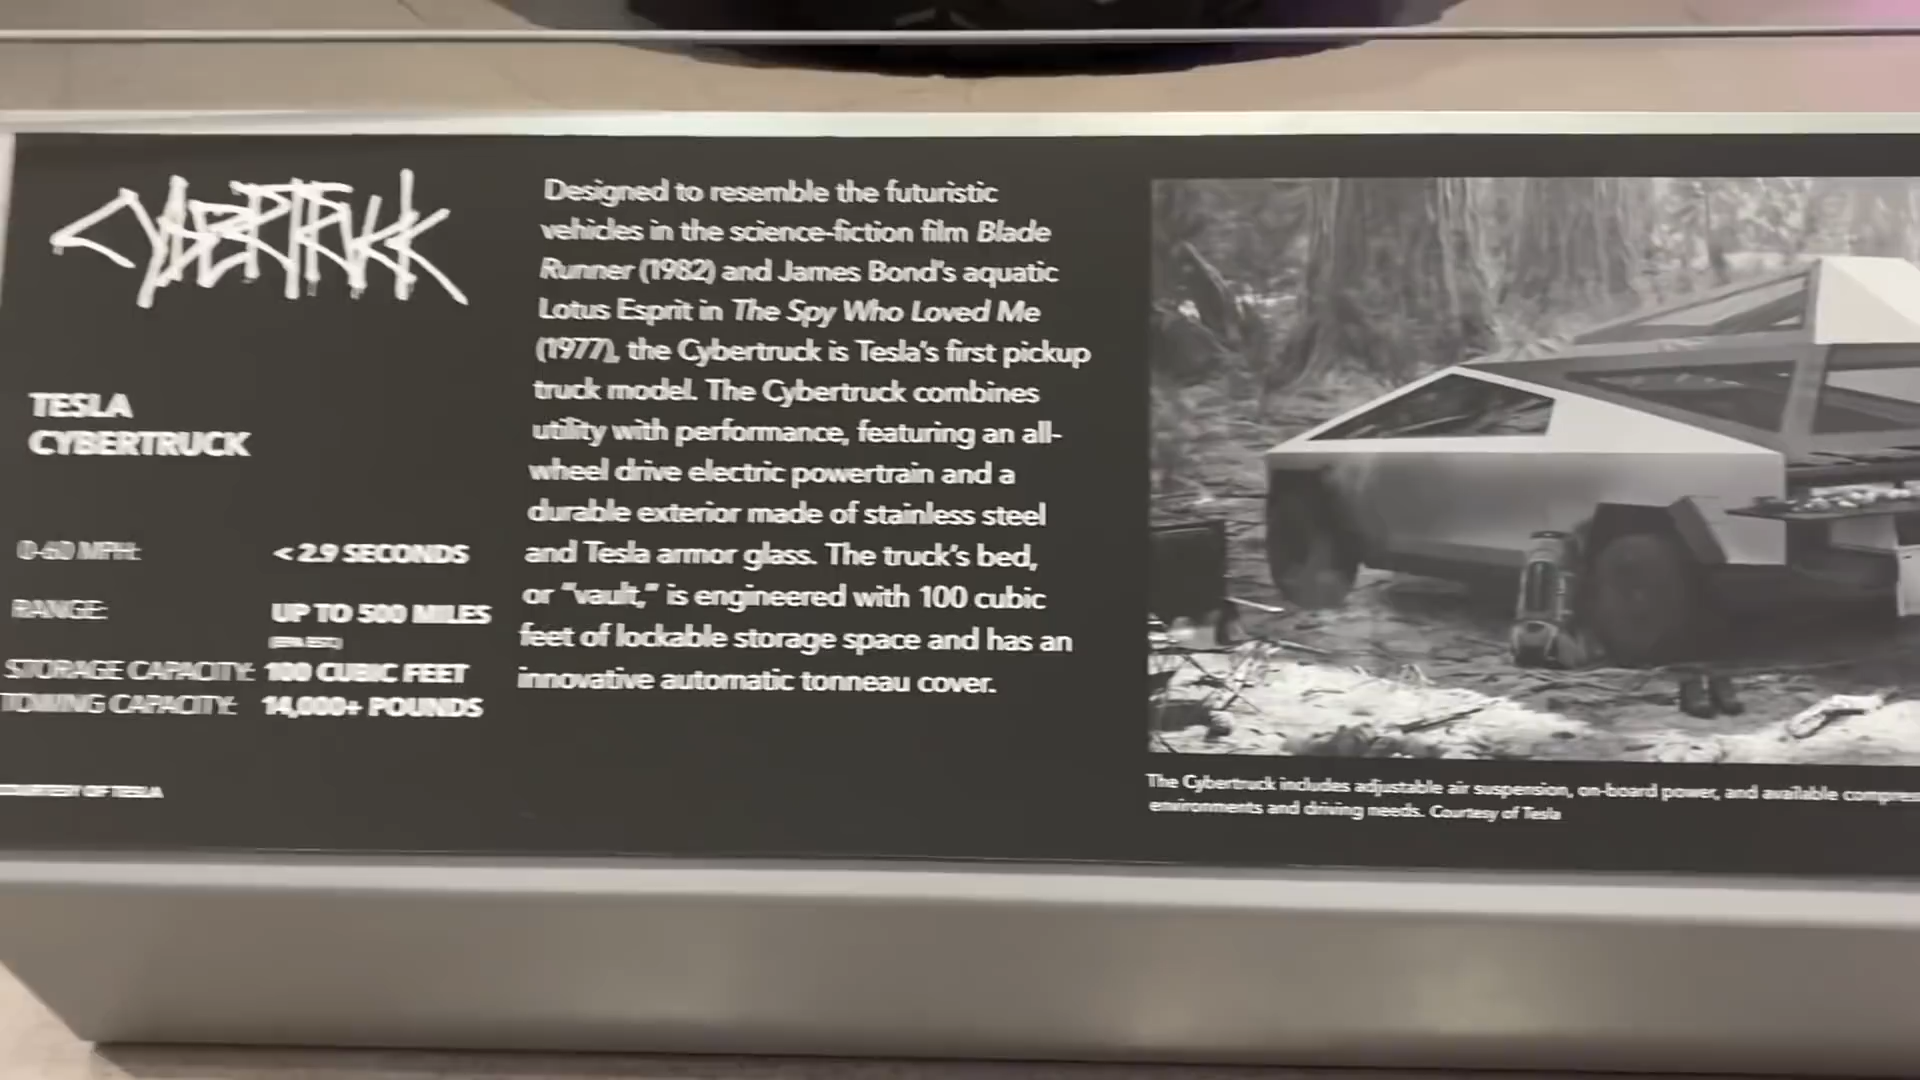 CYBERTRUCK
TESLA
CYBERTRUCK
0-60 MPH: < 2.9 SECONDS
RANGE: UP TO 500 MILES
(EPA EST.)
STORAGE CAPACITY: 100 CUBIC FEET
TOWING CAPACITY: 14,000+ POUNDS
COURTESY OF TESLA
Designed to resemble the futuristic
vehicles in the science-fiction film Blade
Runner (1982) and James Bond's aquatic
Lotus Esprit in The Spy Who Loved Me
(1977), the Cybertruck is Tesla's first pickup
truck model. The Cybertruck combines
utility with performance, featuring an all-
wheel drive electric powertrain and a
durable exterior made of stainless steel
and Tesla armor glass. The truck's bed,
or "vault," is engineered with 100 cubic
feet of lockable storage space and has an
innovative automatic tonneau cover.
The Cybertruck includes adjustable air suspension, on-board power, and available compres
environments and driving needs. Courtesy of Tesla